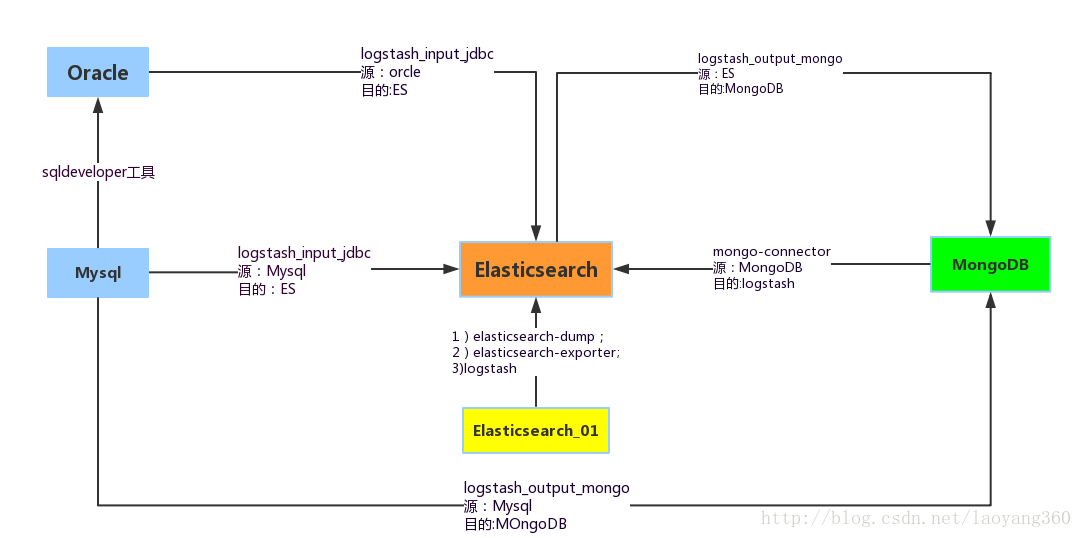 Oracle
logstash_input_jdbc
源：orcle
目的:ES
logstash_output_mongo
源：ES
目的:MongoDB
sqldeveloper工具
Mysql
logstash_input_jdbc
源：Mysql
目的：ES
Elasticsearch
mongo-connector
源：MongoDB
目的:logstash
MongoDB
1）elasticsearch-dump；
2）elasticsearch-exporter;
3)logstash
Elasticsearch_01
logstash_output_mongo
源：Mysql
目的:MOngoDB
http://blog.csdn.net/laoyang360